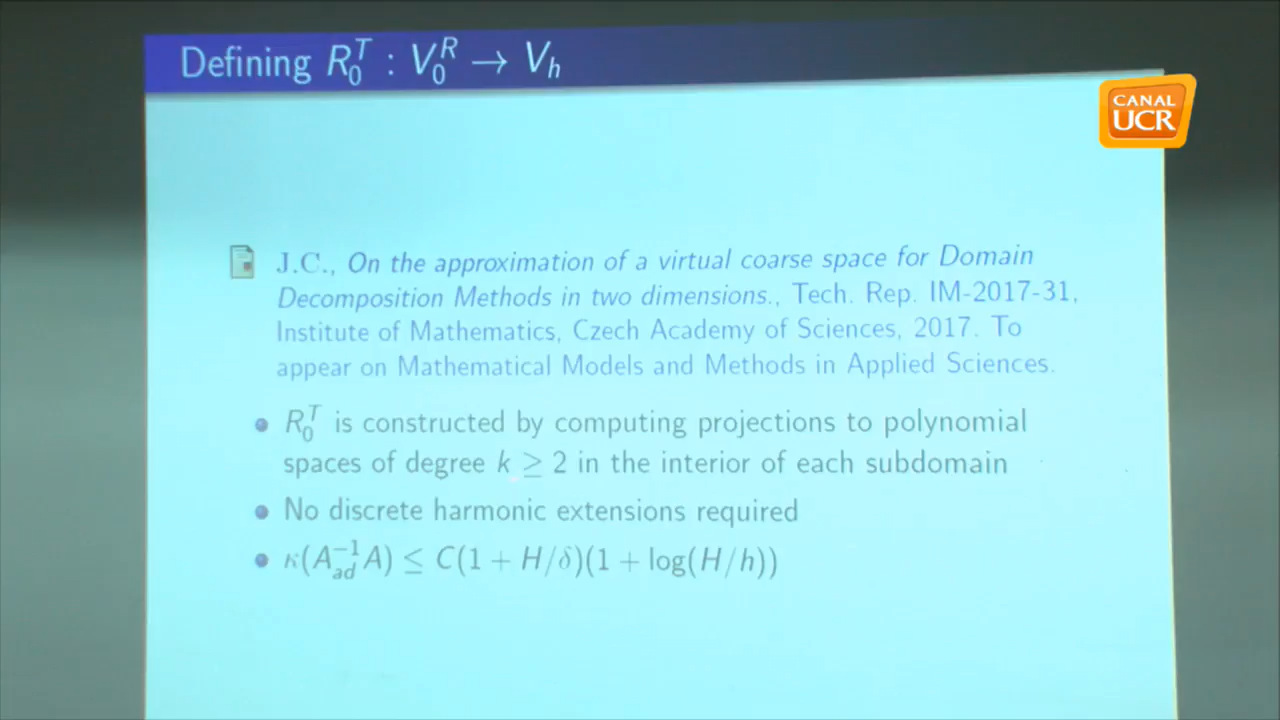 Defining R_0^T : V_0^R → V_h
CANAL
UCR
J.C., On the approximation of a virtual coarse space for Domain
Decomposition Methods in two dimensions., Tech. Rep. IM-2017-31,
Institute of Mathematics, Czech Academy of Sciences, 2017. To
appear on Mathematical Models and Methods in Applied Sciences.
R_0^T is constructed by computing projections to polynomial
spaces of degree k ≥ 2 in the interior of each subdomain
No discrete harmonic extensions required
κ(A_{ad}^{-1}A) ≤ C(1 + H/δ)(1 + log(H/h))